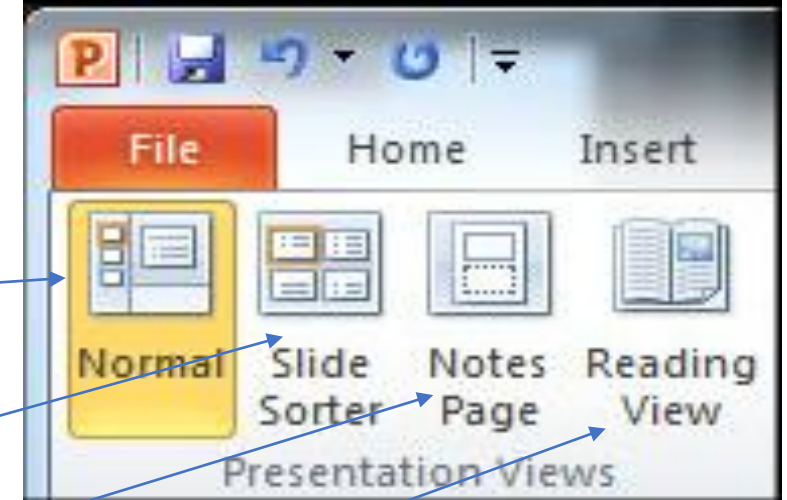 P
File Home Insert
Normal Slide Sorter Notes Page Reading View
Presentation Views